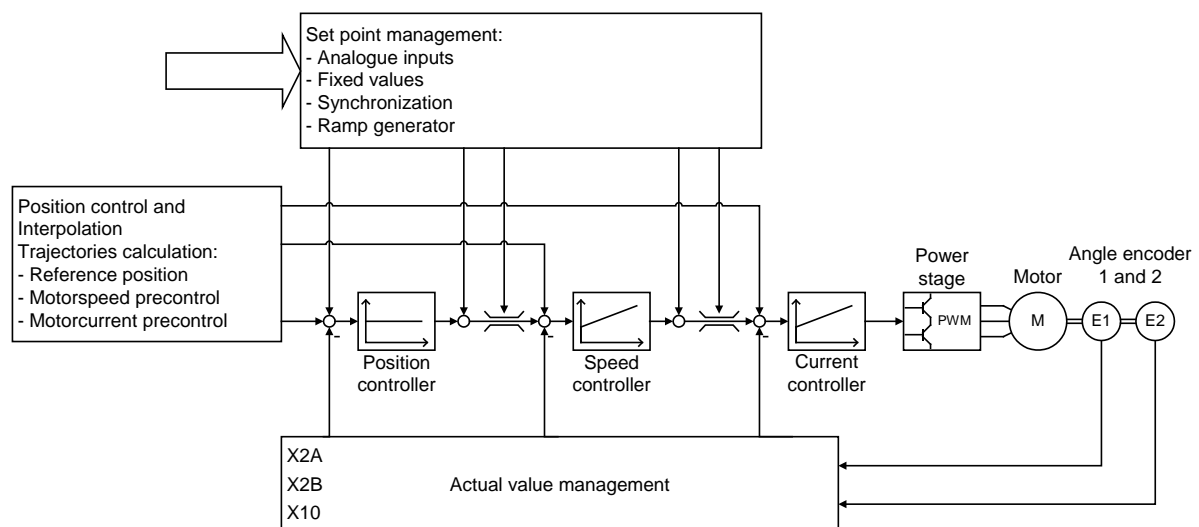 Set point management:
- Analogue inputs
- Fixed values
- Synchronization
- Ramp generator
Position control and
Interpolation
Trajectories calculation:
- Reference position
- Motorspeed precontrol
- Motorcurrent precontrol
-
Position
controller
-
Speed
controller
-
Current
controller
Power
stage
PWM
Motor
M
Angle encoder
1 and 2
E1
E2
X2A
X2B
X10
Actual value management